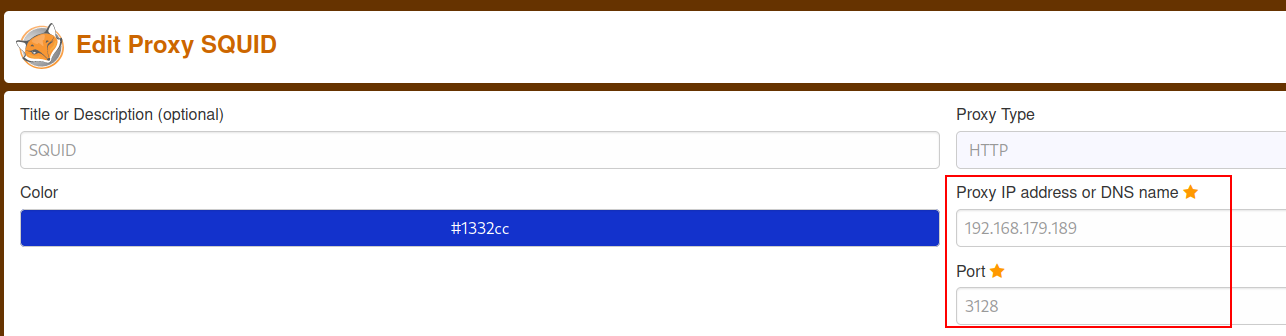 Edit Proxy SQUID
Title or Description (optional)
SQUID
Color
#1332cc
Proxy Type
HTTP
Proxy IP address or DNS name
192.168.179.189
Port
3128